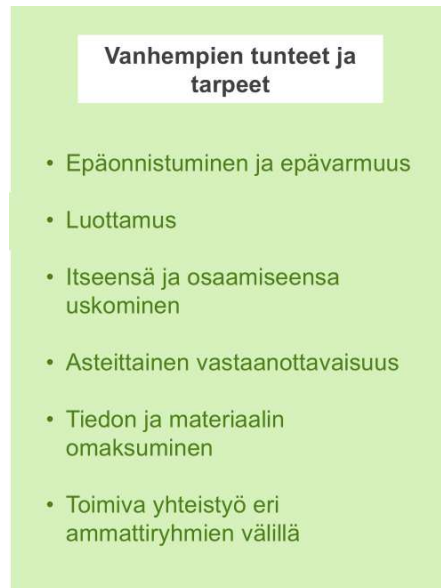 Vanhempien tunteet ja
tarpeet
• Epäonnistuminen ja epävarmuus
• Luottamus
• Itseensä ja osaamiseensa
uskominen
• Asteittainen vastaanottavaisuus
• Tiedon ja materiaalin
omaksuminen
• Toimiva yhteistyö eri
ammattiryhmien välillä